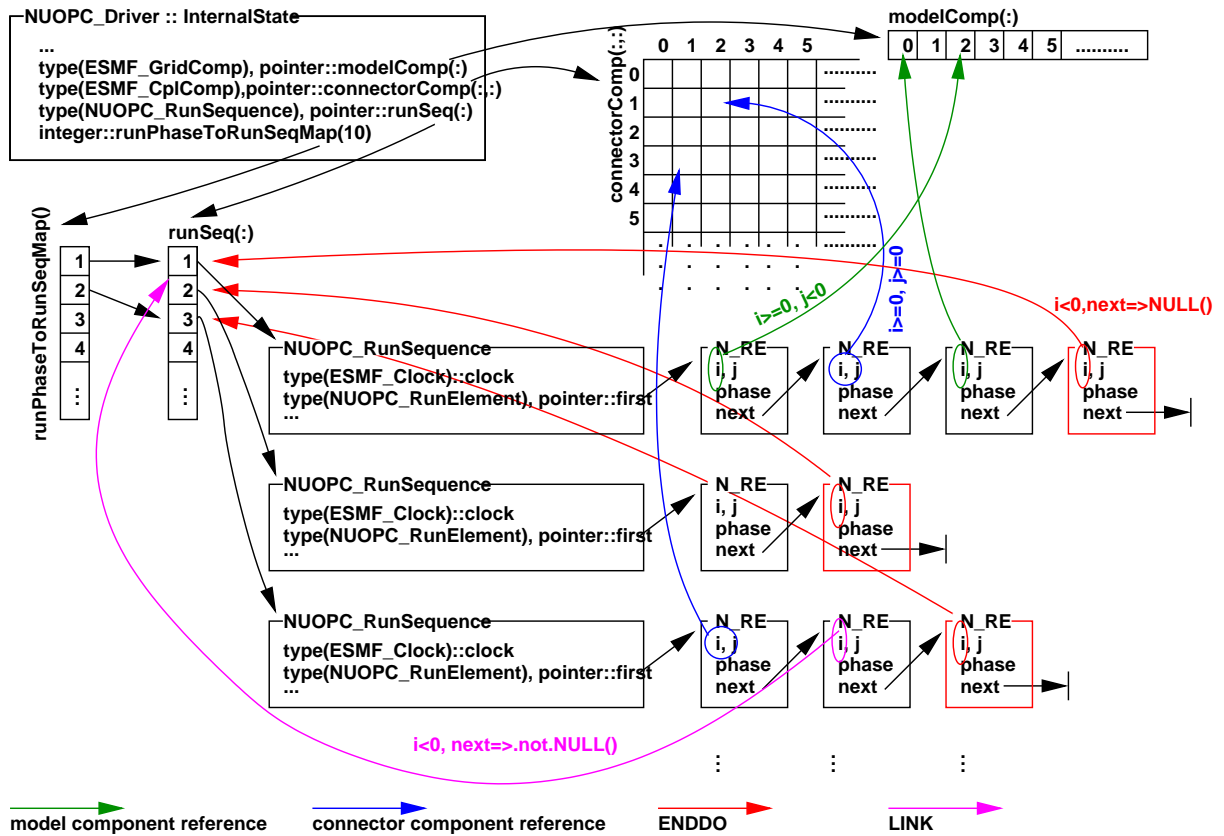 NUOPC_Driver :: InternalState
...
type(ESMF_GridComp), pointer::modelComp(:)
type(ESMF_CplComp),pointer::connectorComp(:,:)
type(NUOPC_RunSequence), pointer::runSeq(:)
integer::runPhaseToRunSeqMap(10)
modelComp(:)
0 1 2 3 4 5 ..........
connectorComp(:,:)
0 1 2 3 4 5
0 ..........
1 ..........
2 ..........
3 ..........
4 ..........
5 ..........
. . . . . ..........
. . . . .
. . . . .
runPhaseToRunSeqMap()
1
2
3
4
...
runSeq(:)
1
2
3
4
...
i>=0, j<0
i>=0, j>=0
i<0,next=>NULL()
NUOPC_RunSequence
type(ESMF_Clock)::clock
type(NUOPC_RunElement), pointer::first
...
N_RE
i, j
phase
next
N_RE
i, j
phase
next
N_RE
i, j
phase
next
N_RE
i, j
phase
next
NUOPC_RunSequence
type(ESMF_Clock)::clock
type(NUOPC_RunElement), pointer::first
...
N_RE
i, j
phase
next
N_RE
i, j
phase
next
NUOPC_RunSequence
type(ESMF_Clock)::clock
type(NUOPC_RunElement), pointer::first
...
N_RE
i, j
phase
next
N_RE
i, j
phase
next
N_RE
i, j
phase
next
i<0, next=>.not.NULL()
... ... ...
model component reference
connector component reference
ENDDO
LINK